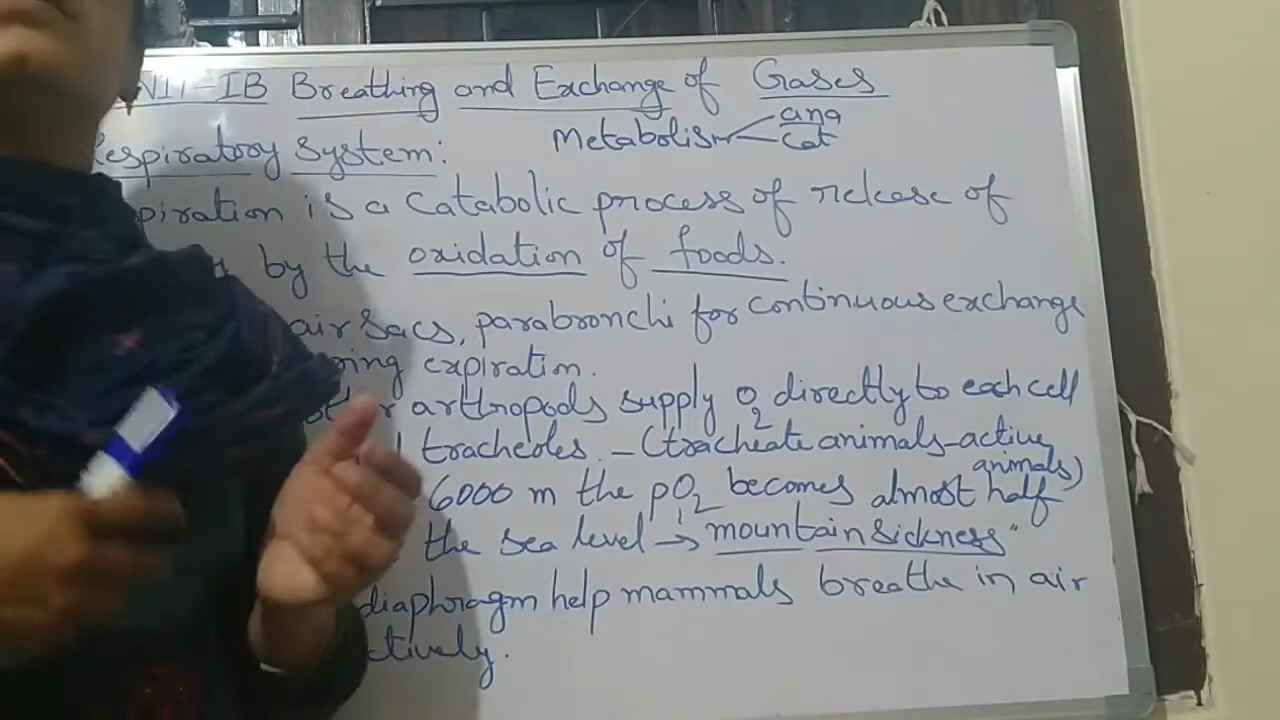 VII-IB Breathing and Exchange of Gases
Metabolism ana
cat
Respiratory system:
piration is a Catabolic process of release of
by the oxidation of foods.
air sacs, parabronchi for continuous exchange
ring expiration.
arthropods supply O2 directly to each cell
tracheoles. - (tracheate animals-active
animals)
6000 m the pO2 becomes almost half
the sea level → mountain sickness"
diaphragm help mammals breathe in air
ctively.